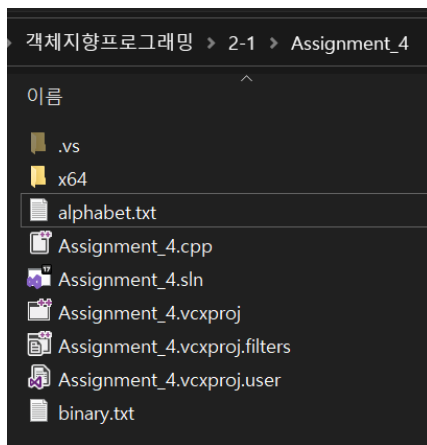 객체지향프로그래밍 > 2-1 > Assignment_4
이름
.vs
x64
alphabet.txt
Assignment_4.cpp
Assignment_4.sln
Assignment_4.vcxproj
Assignment_4.vcxproj.filters
Assignment_4.vcxproj.user
binary.txt